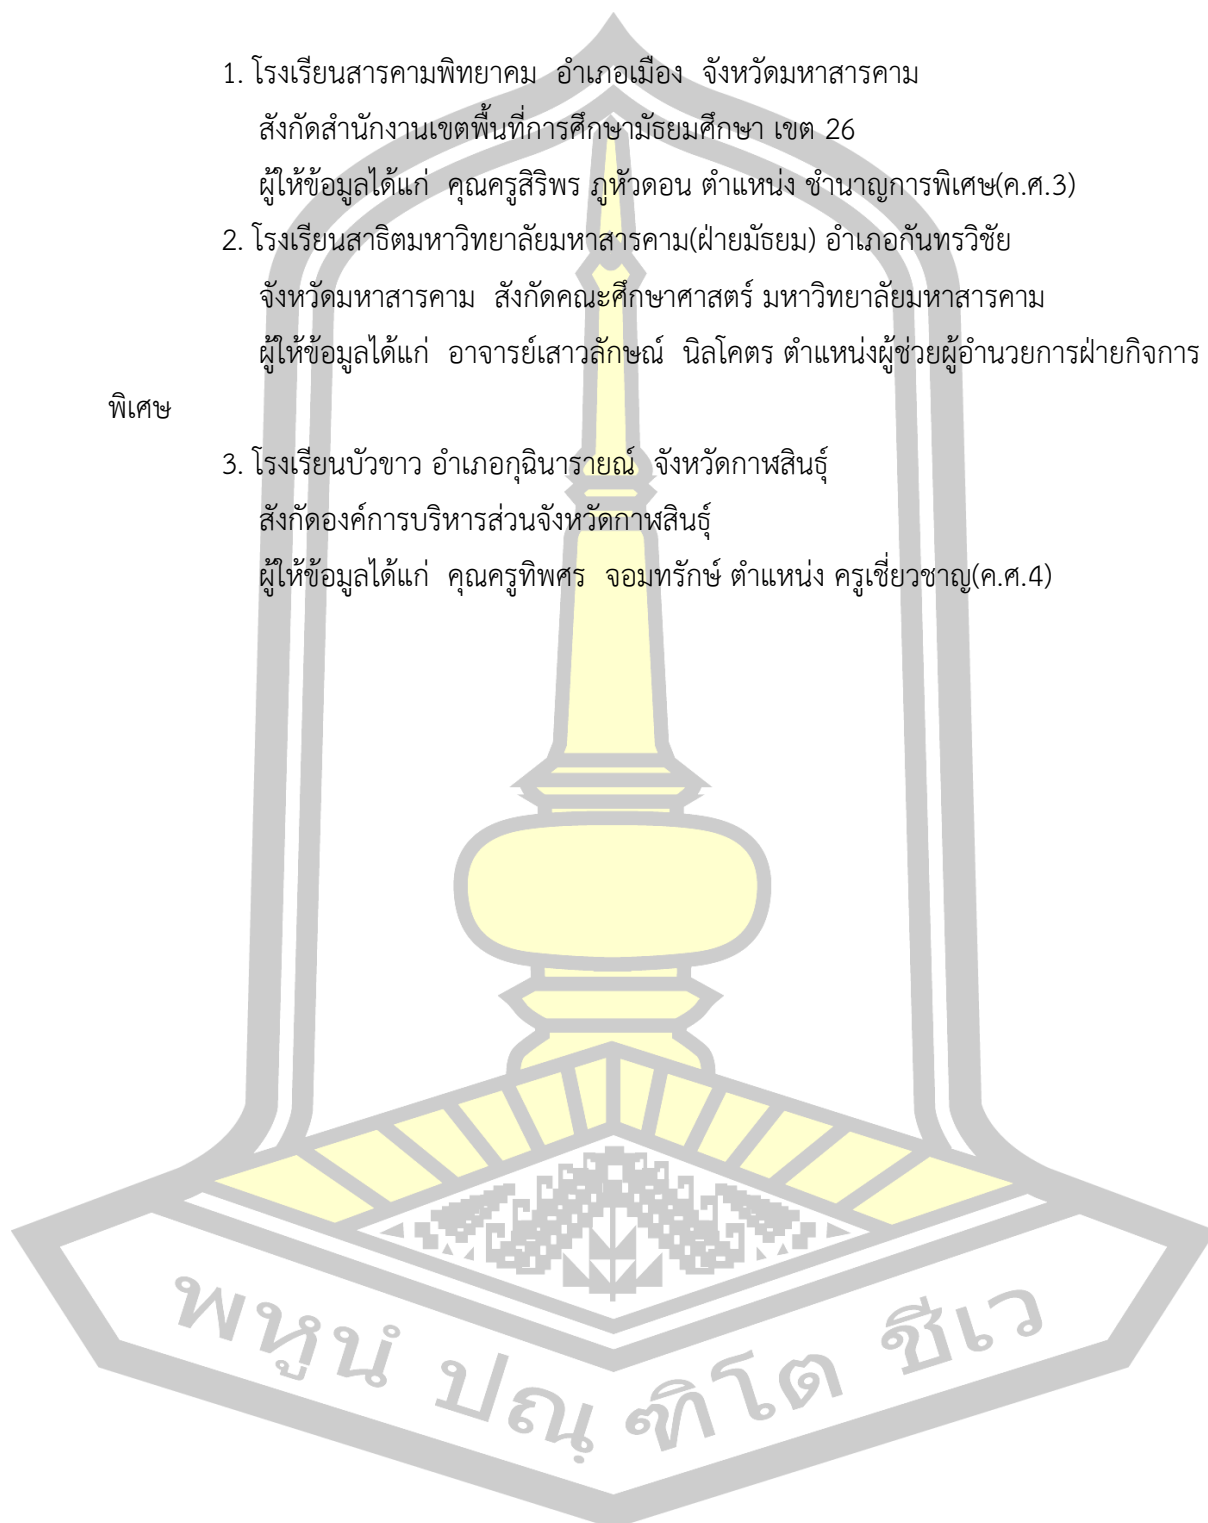 1. โรงเรียนสารคามพิทยาคม อำเภอเมือง จังหวัดมหาสารคาม
สังกัดสำนักงานเขตพื้นที่การศึกษามัธยมศึกษา เขต 26
ผู้ให้ข้อมูลได้แก่ คุณครูสิริพร ภูหัวดอน ตำแหน่ง ชำนาญการพิเศษ(ค.ศ.3)
2. โรงเรียนสาธิตมหาวิทยาลัยมหาสารคาม(ฝ่ายมัธยม) อำเภอกันทรวิชัย
จังหวัดมหาสารคาม สังกัดคณะศึกษาศาสตร์ มหาวิทยาลัยมหาสารคาม
ผู้ให้ข้อมูลได้แก่ อาจารย์เสาวลักษณ์ นิลโคตร ตำแหน่งผู้ช่วยผู้อำนวยการฝ่ายกิจการ
พิเศษ
3. โรงเรียนบัวขาว อำเภอกุฉินารายณ์ จังหวัดกาฬสินธุ์
สังกัดองค์การบริหารส่วนจังหวัดกาฬสินธุ์
ผู้ให้ข้อมูลได้แก่ คุณครูทิพศร จอมทรักษ์ ตำแหน่ง ครูเชี่ยวชาญ(ค.ศ.4)
พหูนํ ปณฺ ฑิโต ชีเว